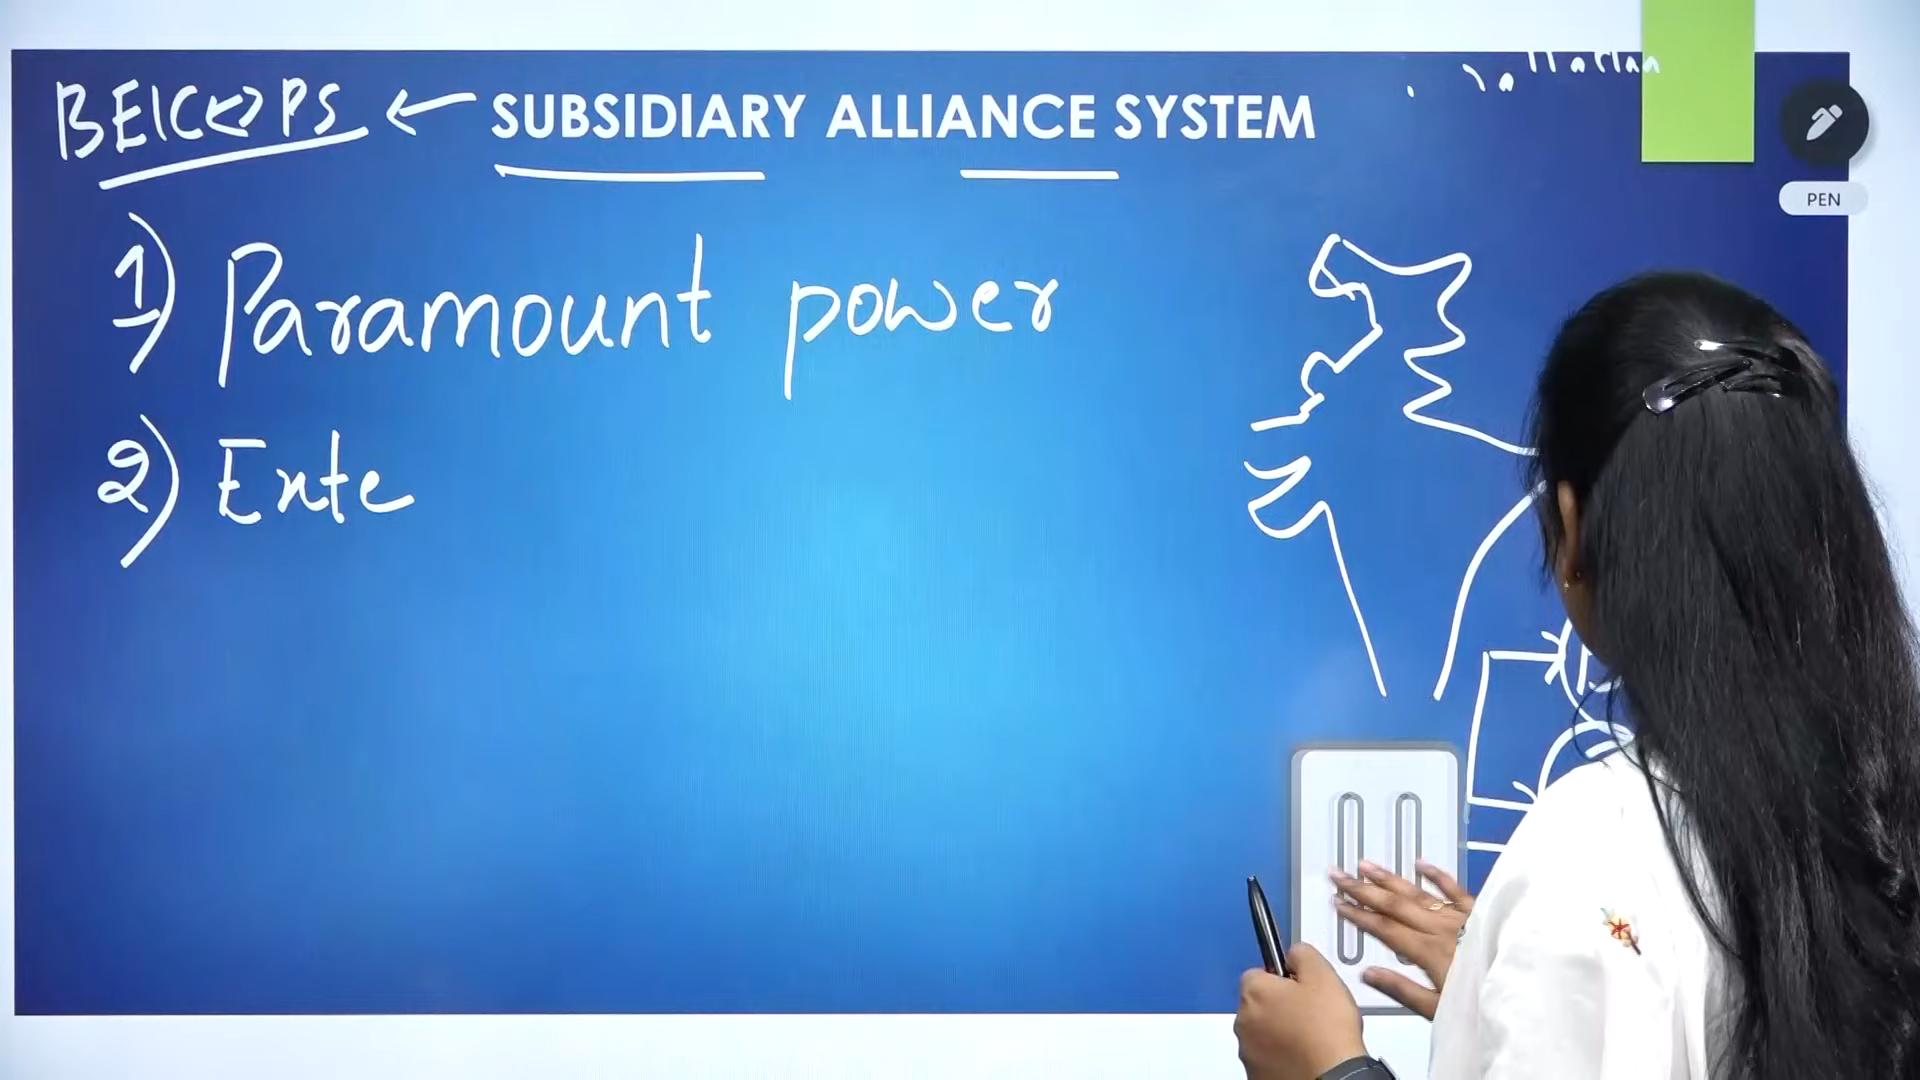 BEIC<>PS ← SUBSIDIARY ALLIANCE SYSTEM
PEN
1) Paramount power
2) Exte